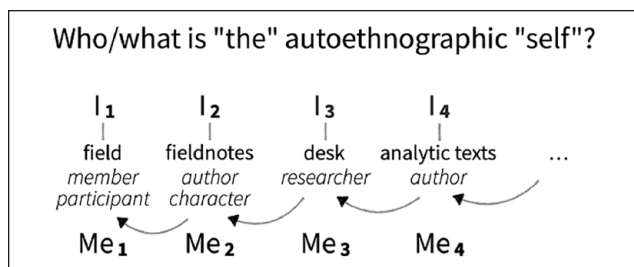 Who/what is "the" autoethnographic "self"?
I1 I2 I3 I4
field fieldnotes desk analytic texts ...
member author researcher author
participant character
Me1 Me2 Me3 Me4